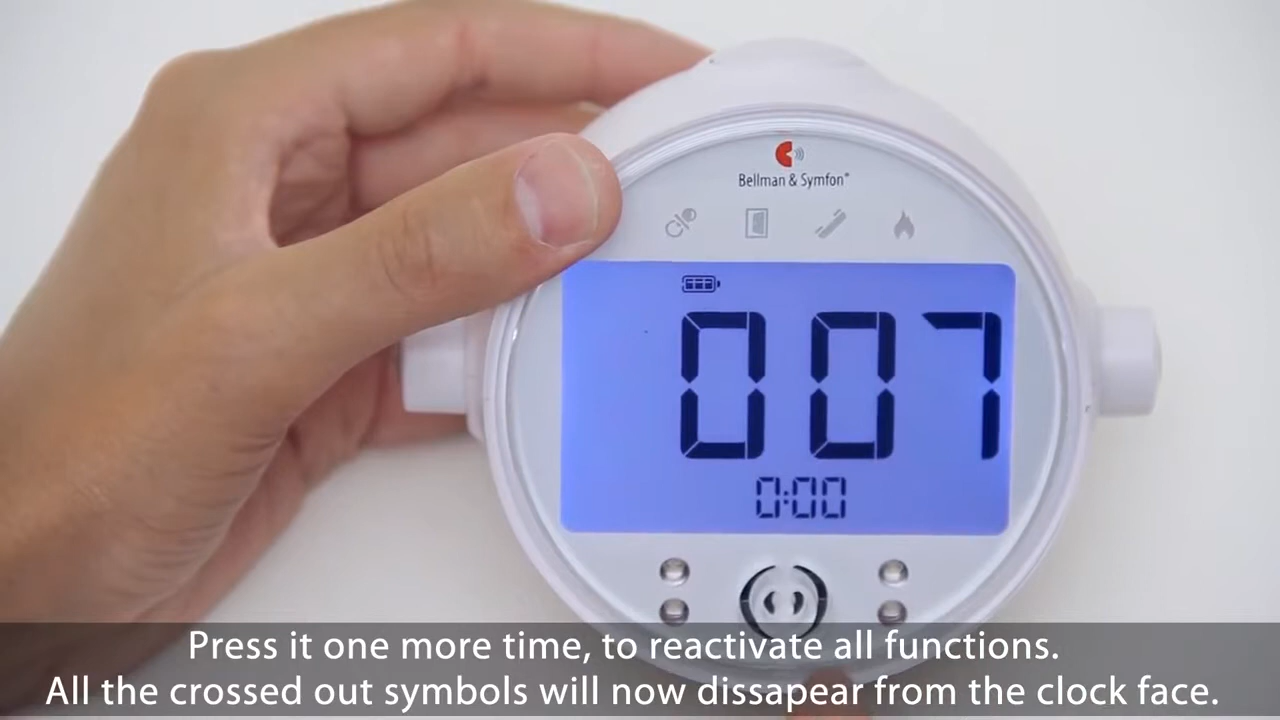 Bellman & Symfon®
007
0:00
Press it one more time, to reactivate all functions.
All the crossed out symbols will now dissapear from the clock face.